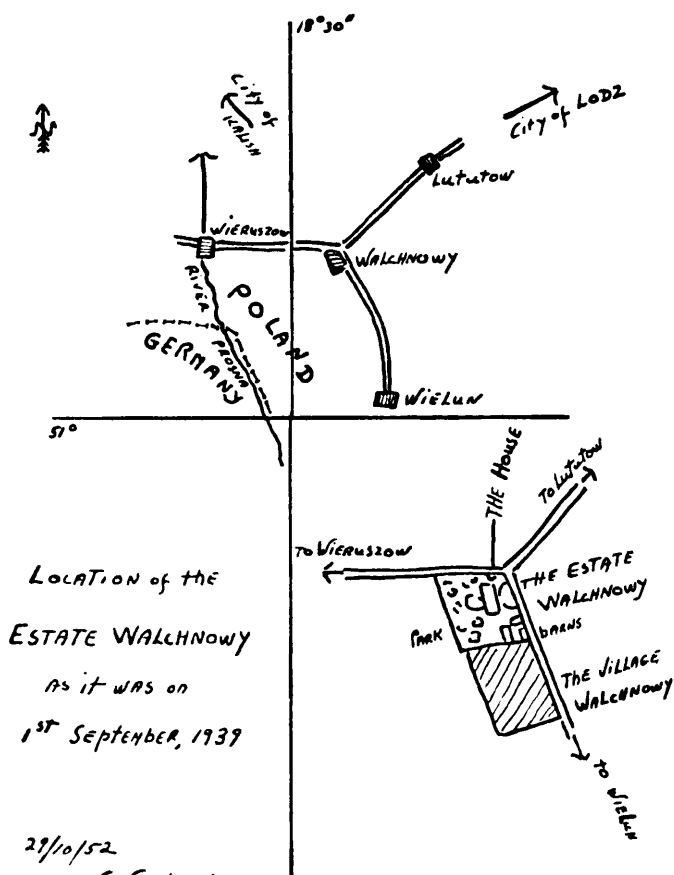 18°30"
City of
KALISH
City of LODZ
LUTUTOW
WIERUSZOW
WALCHNOWY
RIVER
PROSNA
POLAND
GERMANY
WIELUN
51°
THE HOUSE
TO LUTUTOW
TO WIERUSZOW
THE ESTATE
WALCHNOWY
PARK
BARNS
THE VILLAGE
WALCHNOWY
TO WIELUN
LOCATION of the
ESTATE WALCHNOWY
AS it WAS on
1ST SEPTEMBER, 1939
29/10/52